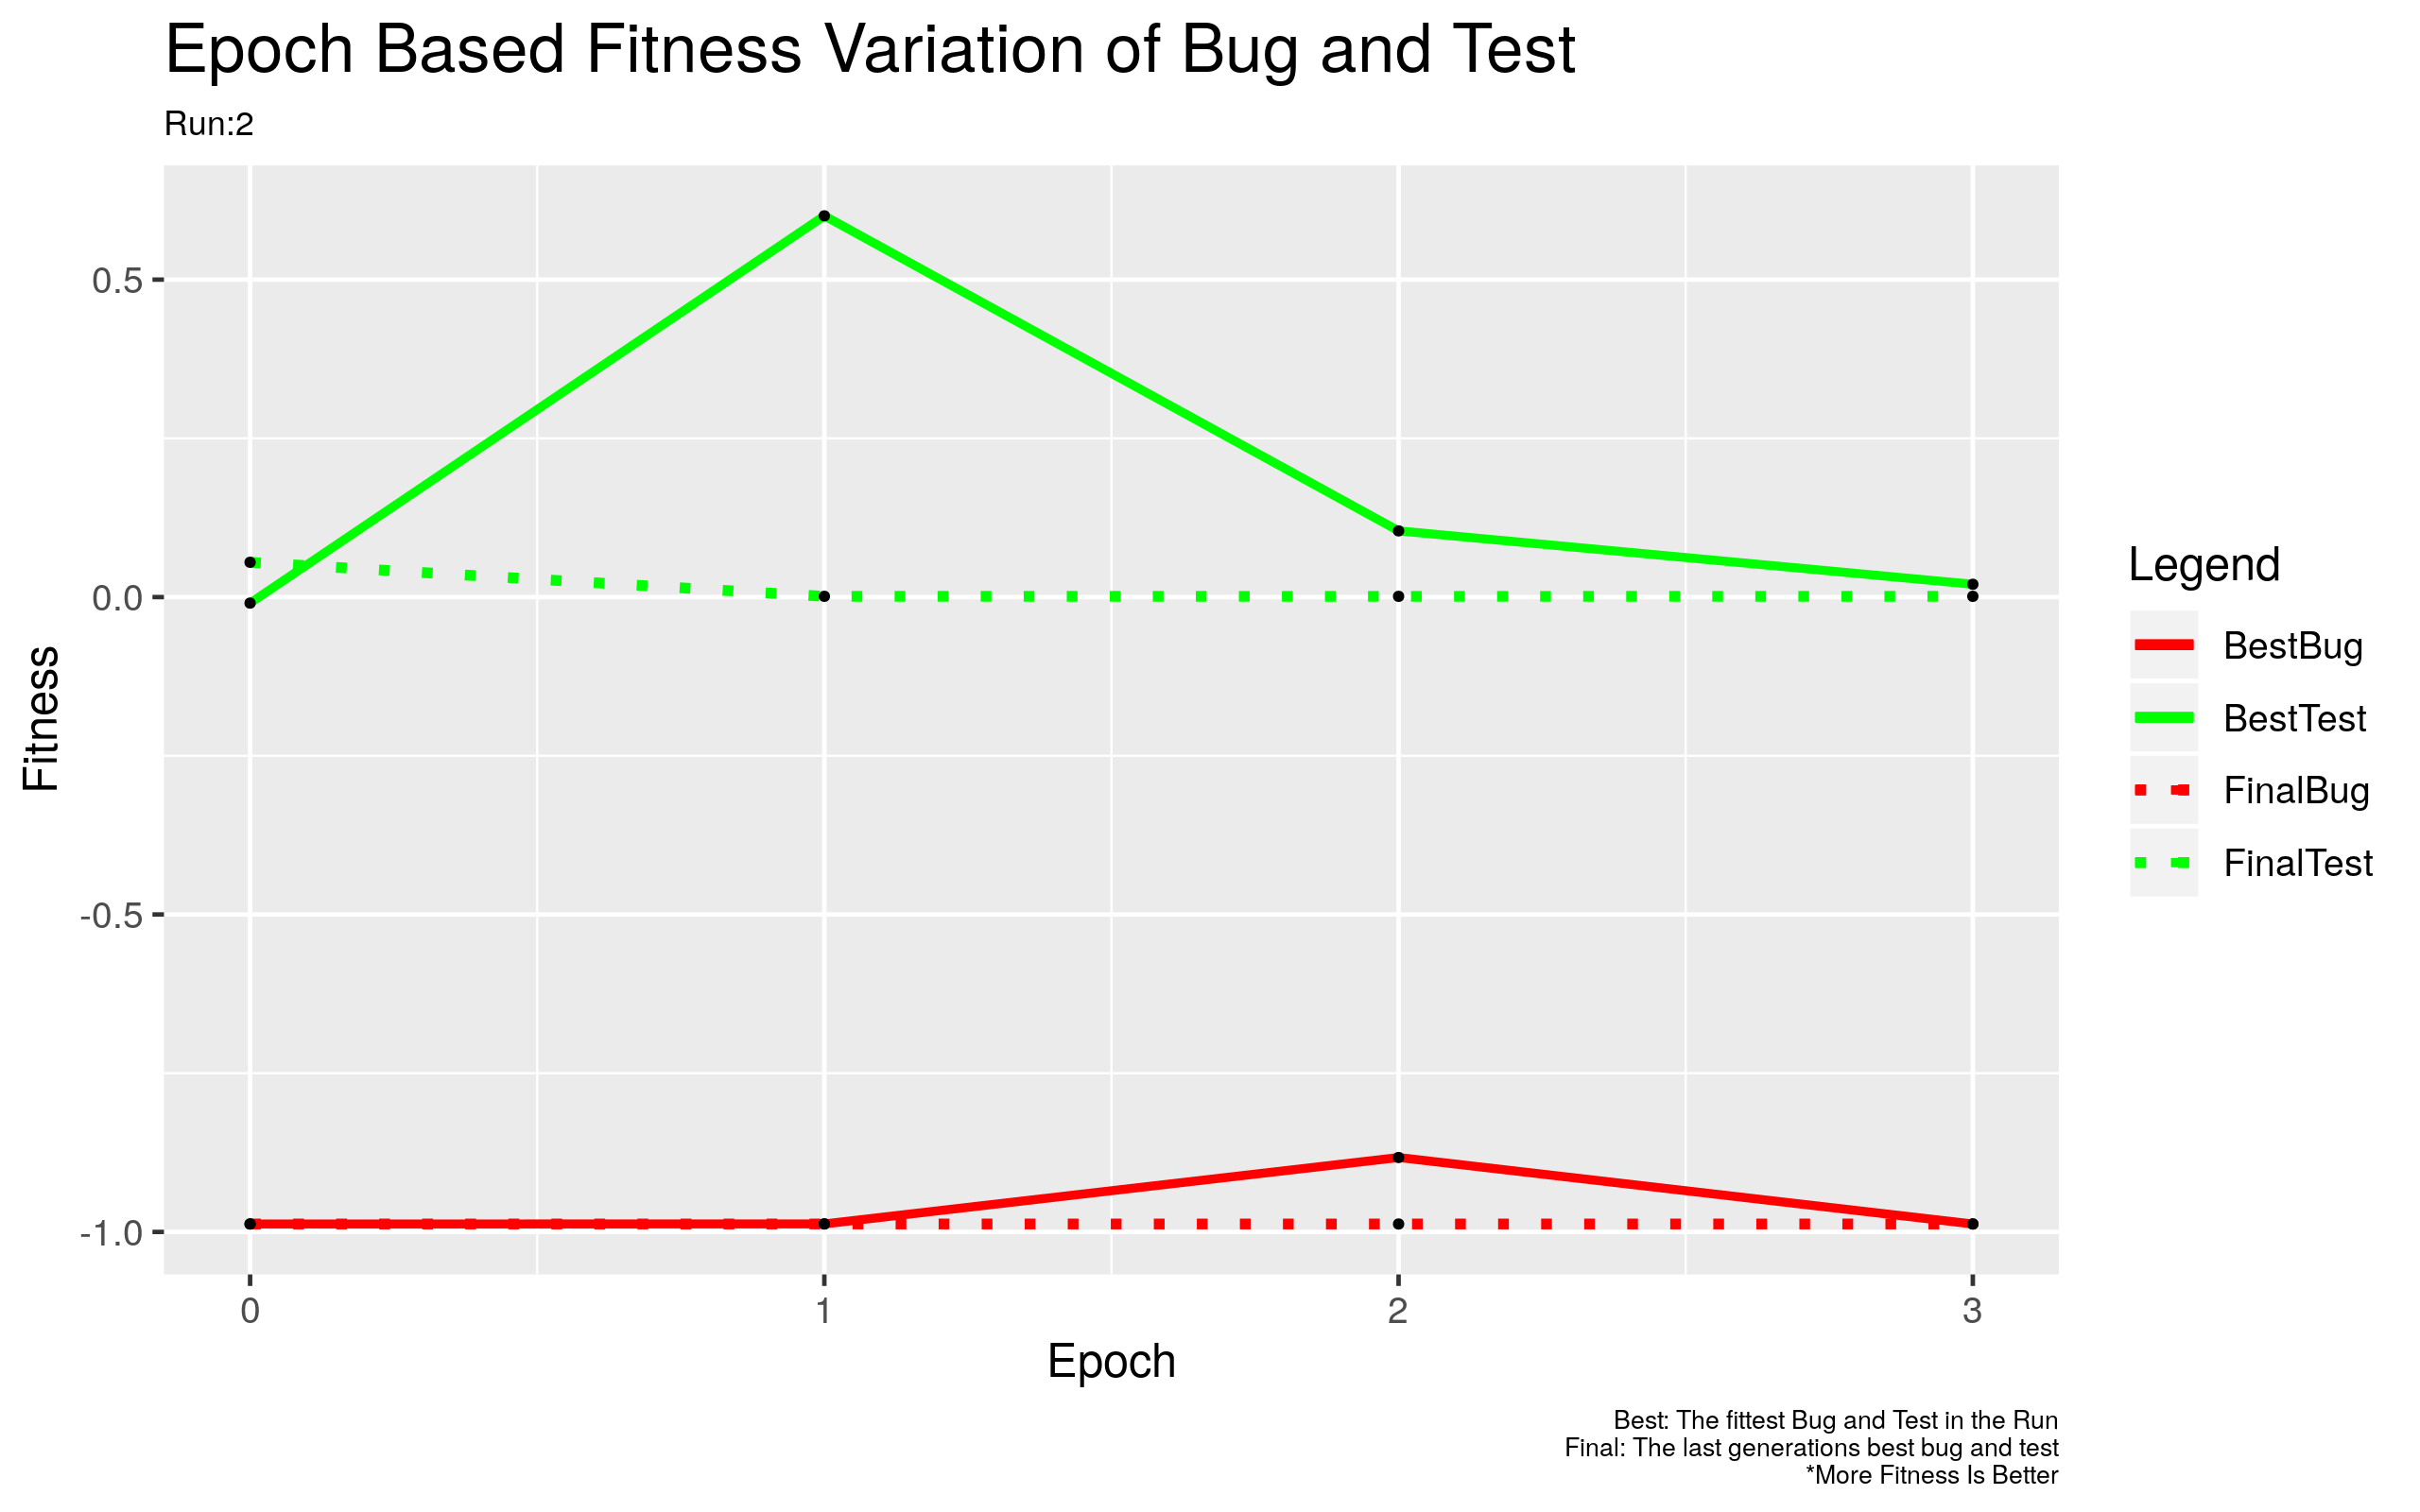 Epoch Based Fitness Variation of Bug and Test
Run:2
0.5
0.0
-0.5
-1.0
Fitness
0
1
2
3
Epoch
Legend
BestBug
BestTest
FinalBug
FinalTest
Best: The fittest Bug and Test in the Run
Final: The last generations best bug and test
*More Fitness Is Better